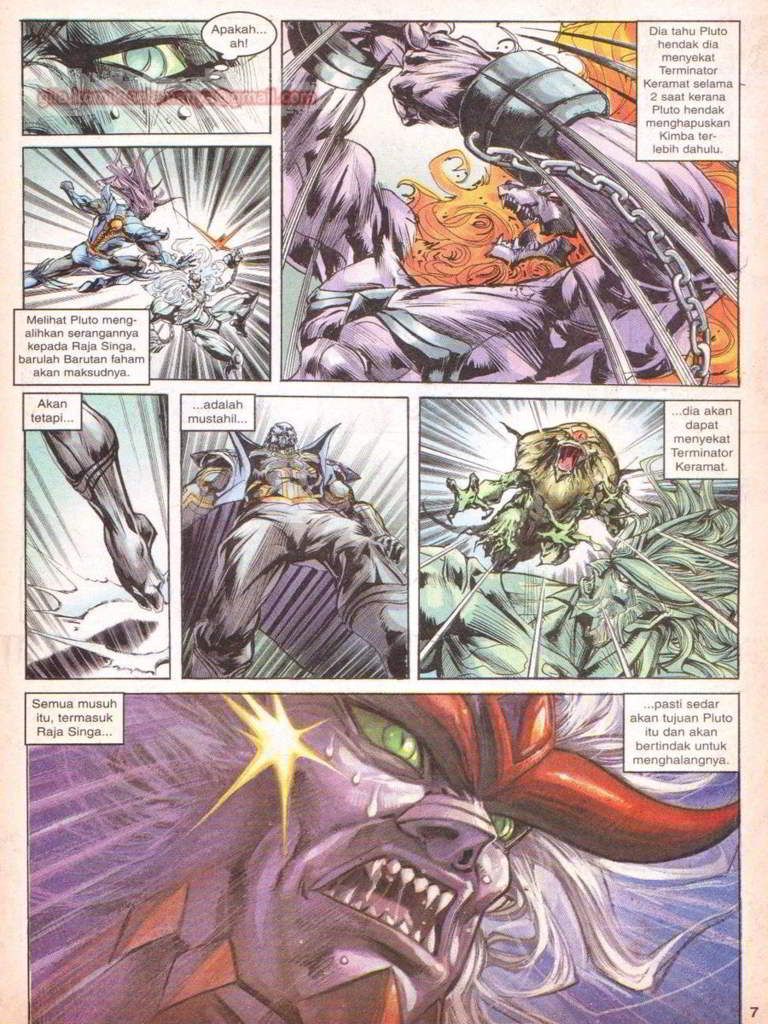 Apakah...
ah!
Dia tahu Pluto
hendak dia
menyekat
Terminator
Keramat selama
2 saat kerana
Pluto hendak
menghapuskan
Kimba ter-
lebih dahulu.
Melihat Pluto meng-
alihkan serangannya
kepada Raja Singa,
barulah Barutan faham
akan maksudnya.
Akan
tetapi...
...adalah
mustahil...
...dia akan
dapat
menyekat
Terminator
Keramat.
Semua musuh
itu, termasuk
Raja Singa...
...pasti sedar
akan tujuan Pluto
itu dan akan
bertindak untuk
menghalangnya.
7